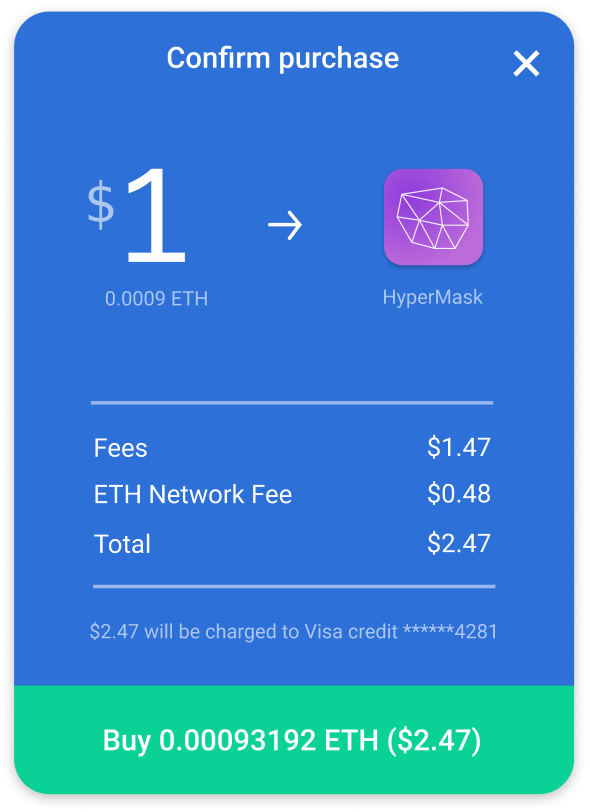 Confirm purchase
$1
0.0009 ETH
HyperMask
Fees $1.47
ETH Network Fee $0.48
Total $2.47
$2.47 will be charged to Visa credit ******4281
Buy 0.00093192 ETH ($2.47)